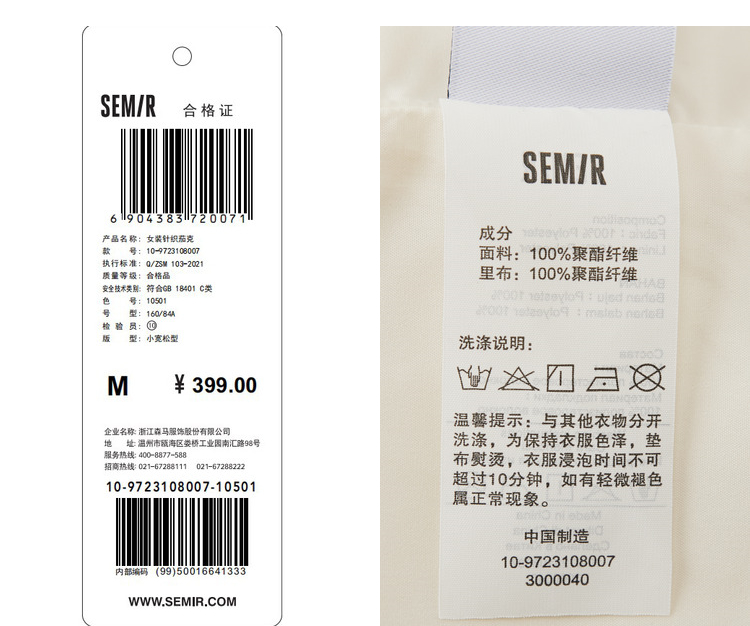 SEMIR
合格证
6 904383 720071
产品名称: 女装针织茄克
款 号: 10-9723108007
执行标准: Q/ZSM 103-2021
质量等级: 合格品
安全技术类别: 符合GB 18401 C类
色 号: 10501
号 型: 160/84A
检 验 员: ⑩
版 型: 小宽松型
M ¥ 399.00
企业名称: 浙江森马服饰股份有限公司
地 址: 温州市瓯海区娄桥工业园南汇路98号
服务热线: 400-8877-588
招商热线: 021-67288111 021-67288222
10-9723108007-10501
内部编码 (99)50016641333
WWW.SEMIR.COM
SEMIR
成分
面料: 100%聚酯纤维
里布: 100%聚酯纤维
洗涤说明:
温馨提示: 与其他衣物分开
洗涤, 为保持衣服色泽, 垫
布熨烫, 衣服浸泡时间不可
超过10分钟, 如有轻微褪色
属正常现象。
中国制造
10-9723108007
3000040